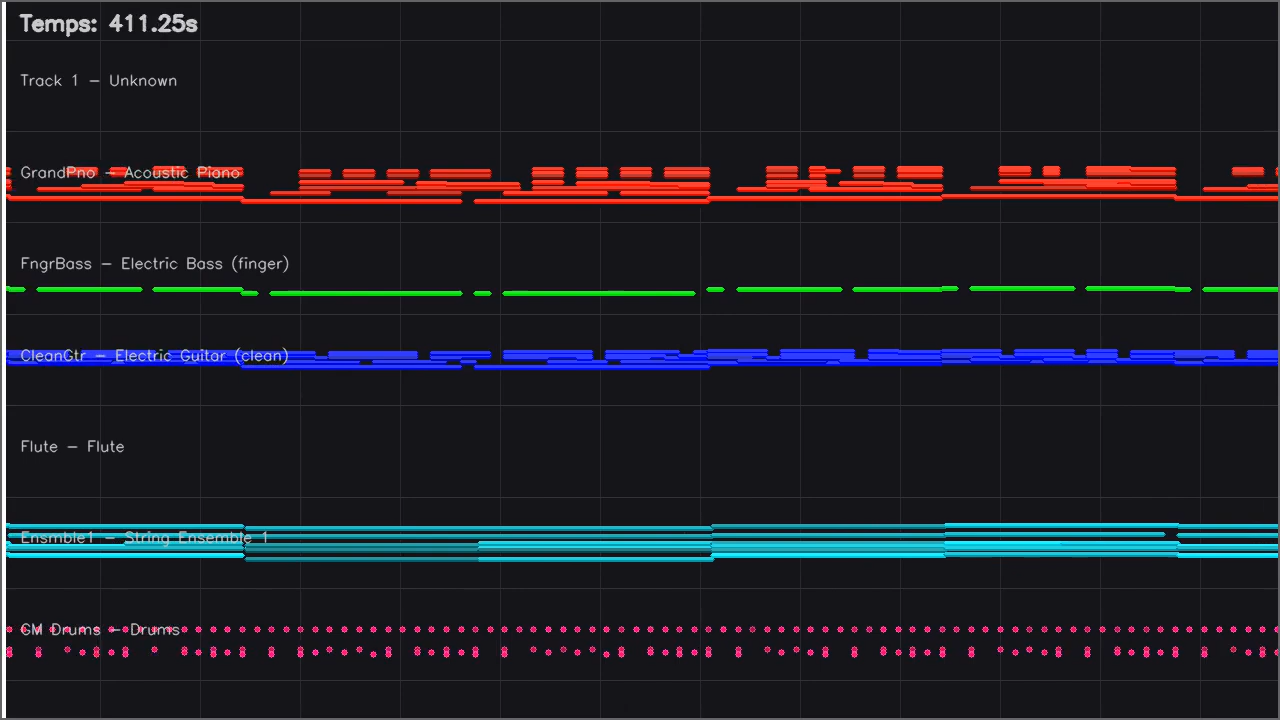 Temps: 411.25s
Track 1 - Unknown
GrandPno - Acoustic Piano
FngrBass - Electric Bass (finger)
CleanGtr - Electric Guitar (clean)
Flute - Flute
Ensmble1 - String Ensemble 1
GM Drums - Drums